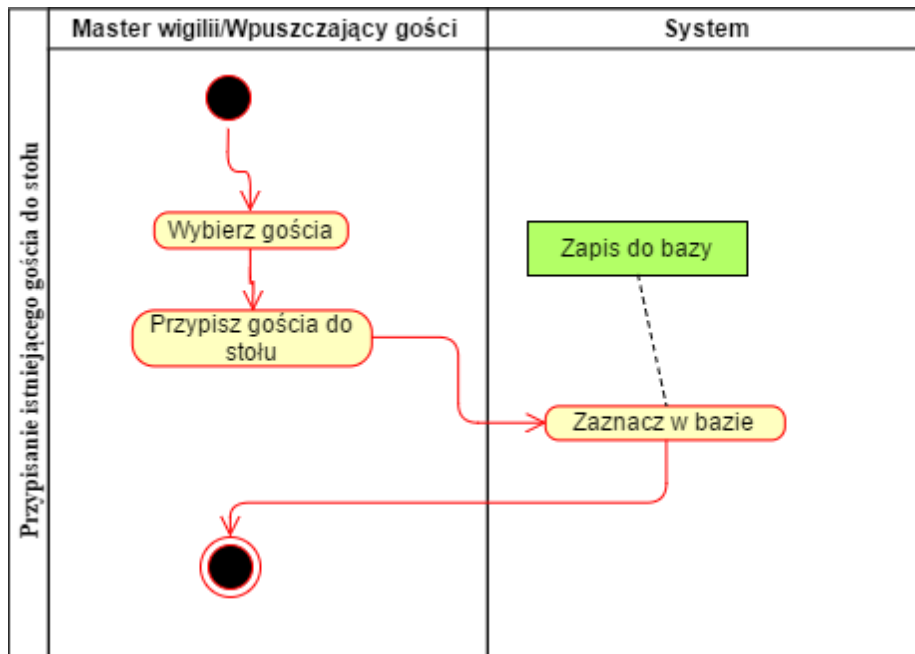 Master wigilii/Wpuszczający gości
System
Przypisanie istniejącego gościa do stołu
Wybierz gościa
Zapis do bazy
Przypisz gościa do
stołu
Zaznacz w bazie